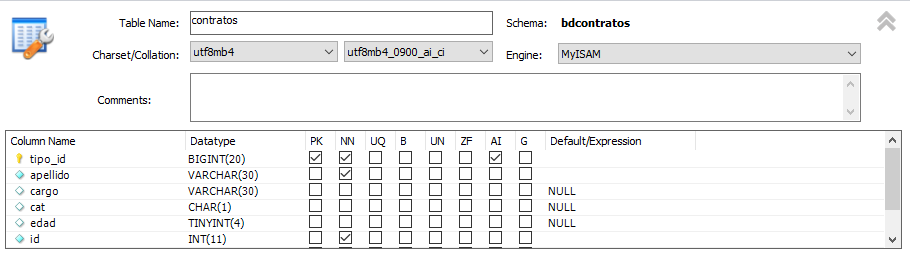 Table Name: contratos Schema: bdcontratos
Charset/Collation: utf8mb4 utf8mb4_0900_ai_ci Engine: MyISAM
Comments:
Column Name Datatype PK NN UQ B UN ZF AI G Default/Expression
tipo_id BIGINT(20)
apellido VARCHAR(30)
cargo VARCHAR(30) NULL
cat CHAR(1) NULL
edad TINYINT(4) NULL
id INT(11)